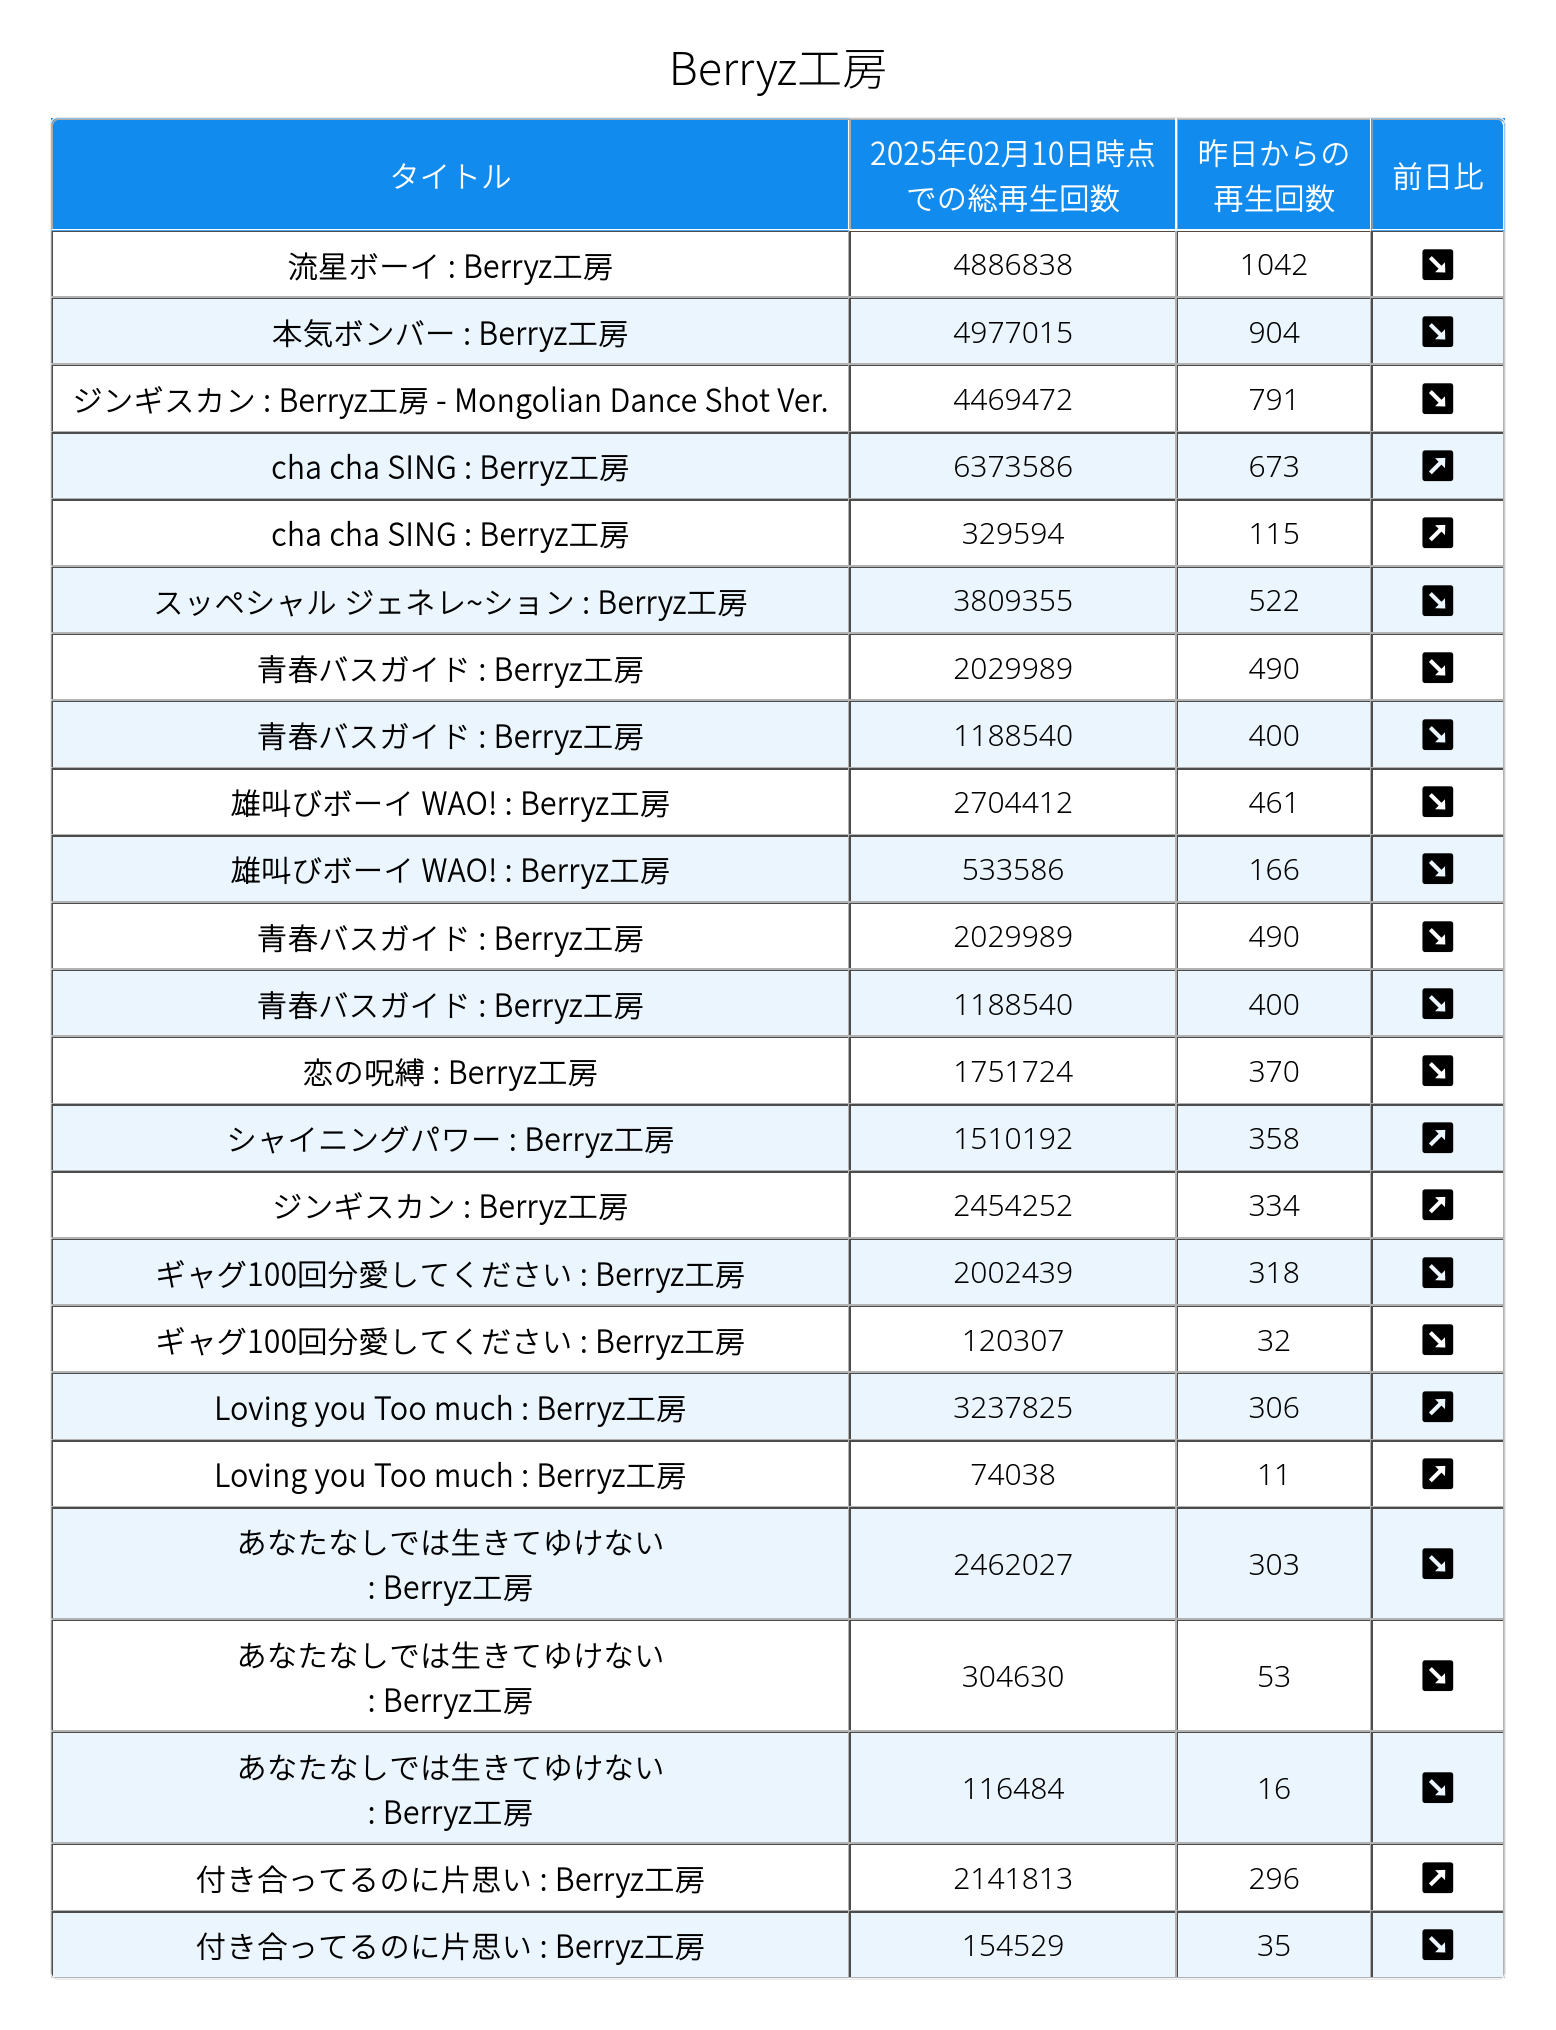 Berryz工房
タイトル 2025年02月10日時点 昨日からの 前日比
での総再生回数 再生回数
流星ボーイ : Berryz工房 4886838 1042
本気ボンバー : Berryz工房 4977015 904
ジンギスカン : Berryz工房 - Mongolian Dance Shot Ver. 4469472 791
cha cha SING : Berryz工房 6373586 673
cha cha SING : Berryz工房 329594 115
スッペシャル ジェネレ~ション : Berryz工房 3809355 522
青春バスガイド : Berryz工房 2029989 490
青春バスガイド : Berryz工房 1188540 400
雄叫びボーイ WAO! : Berryz工房 2704412 461
雄叫びボーイ WAO! : Berryz工房 533586 166
青春バスガイド : Berryz工房 2029989 490
青春バスガイド : Berryz工房 1188540 400
恋の呪縛 : Berryz工房 1751724 370
シャイニングパワー : Berryz工房 1510192 358
ジンギスカン : Berryz工房 2454252 334
ギャグ100回分愛してください : Berryz工房 2002439 318
ギャグ100回分愛してください : Berryz工房 120307 32
Loving you Too much : Berryz工房 3237825 306
Loving you Too much : Berryz工房 74038 11
あなたなしでは生きてゆけない
: Berryz工房 2462027 303
あなたなしでは生きてゆけない
: Berryz工房 304630 53
あなたなしでは生きてゆけない
: Berryz工房 116484 16
付き合ってるのに片思い : Berryz工房 2141813 296
付き合ってるのに片思い : Berryz工房 154529 35